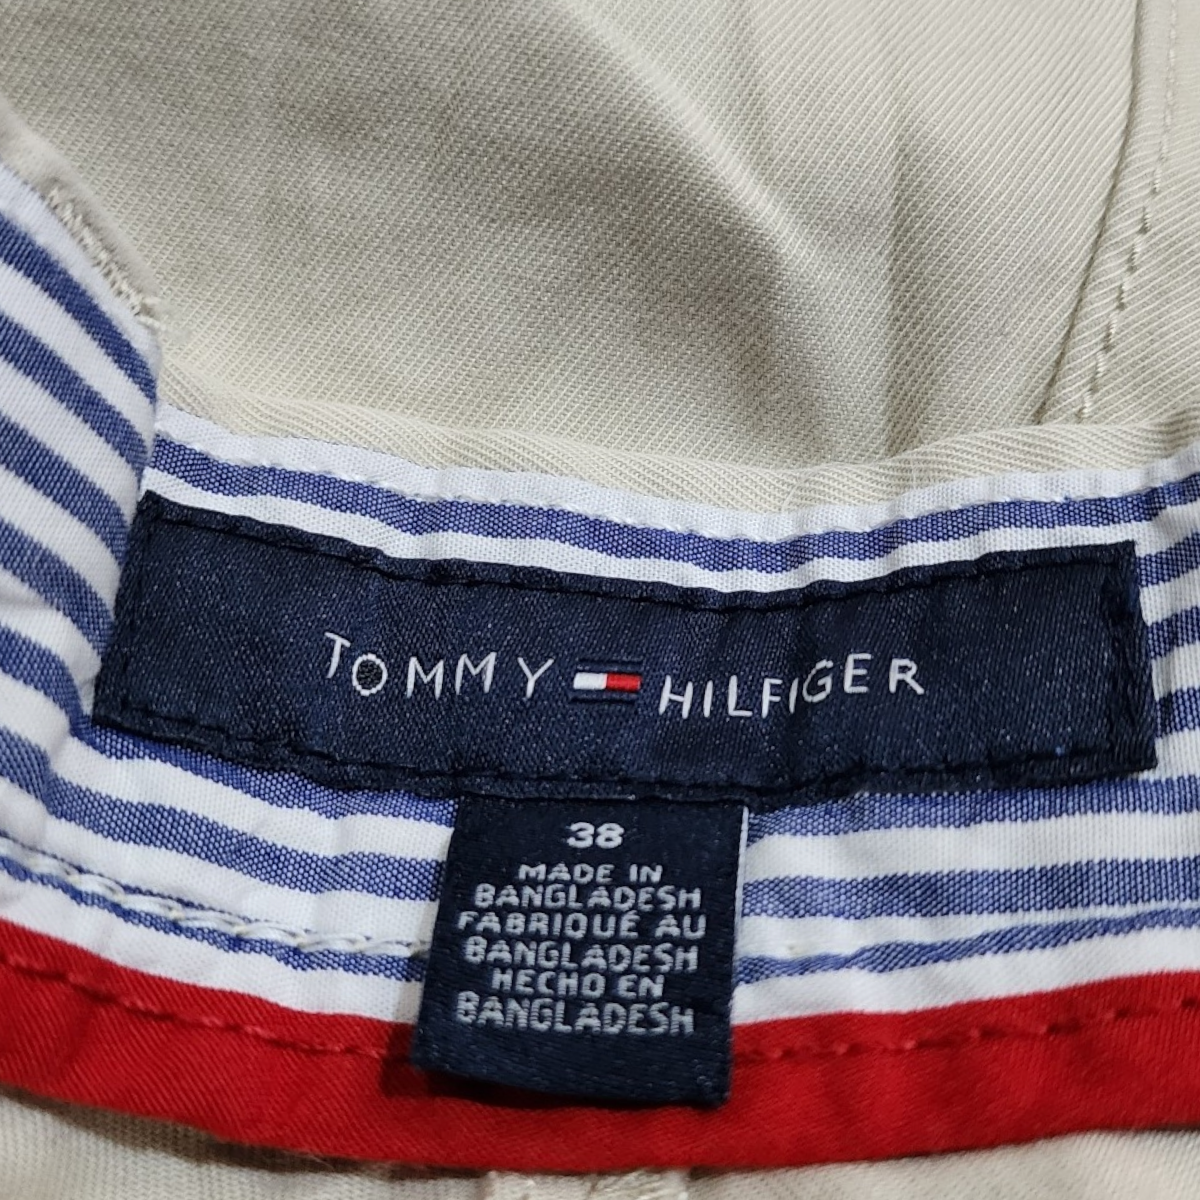 TOMMY HILFIGER
38
MADE IN
BANGLADESH
FABRIQUÉ AU
BANGLADESH
HECHO EN
BANGLADESH